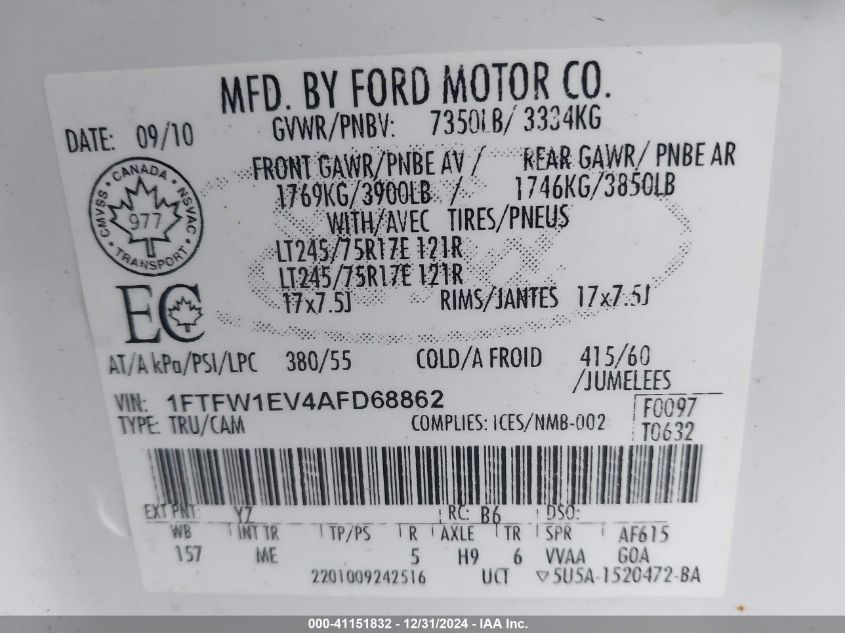 MFD. BY FORD MOTOR CO.
DATE: 09/10
GVWR/PNBV: 7350LB/ 3334KG
FRONT GAWR/PNBE AV / REAR GAWR/ PNBE AR
1769KG/3900LB / 1746KG/3850LB
WITH/AVEC TIRES/PNEUS
CANADA
CMVSS NSVAC
977
TRANSPORT
LT245/75R17E 121R
LT245/75R17E 121R
17x7.5J RIMS/JANTES 17x7.5J
EC
AT/A kPa/PSI/LPC 380/55 COLD/A FROID 415/60
/JUMELEES
VIN: 1FTFW1EV4AFD68862 F0097
TYPE: TRU/CAM COMPLIES: ICES/NMB-002 T0632
EXT PNT: YZ RC: B6 DSO:
WB INT TR TP/PS R AXLE TR SPR AF615
157 ME 5 H9 6 VVAA GOA
2201009242516 UCT ▽5U5A-1520472-BA
000-41151832 - 12/31/2024 - IAA Inc.